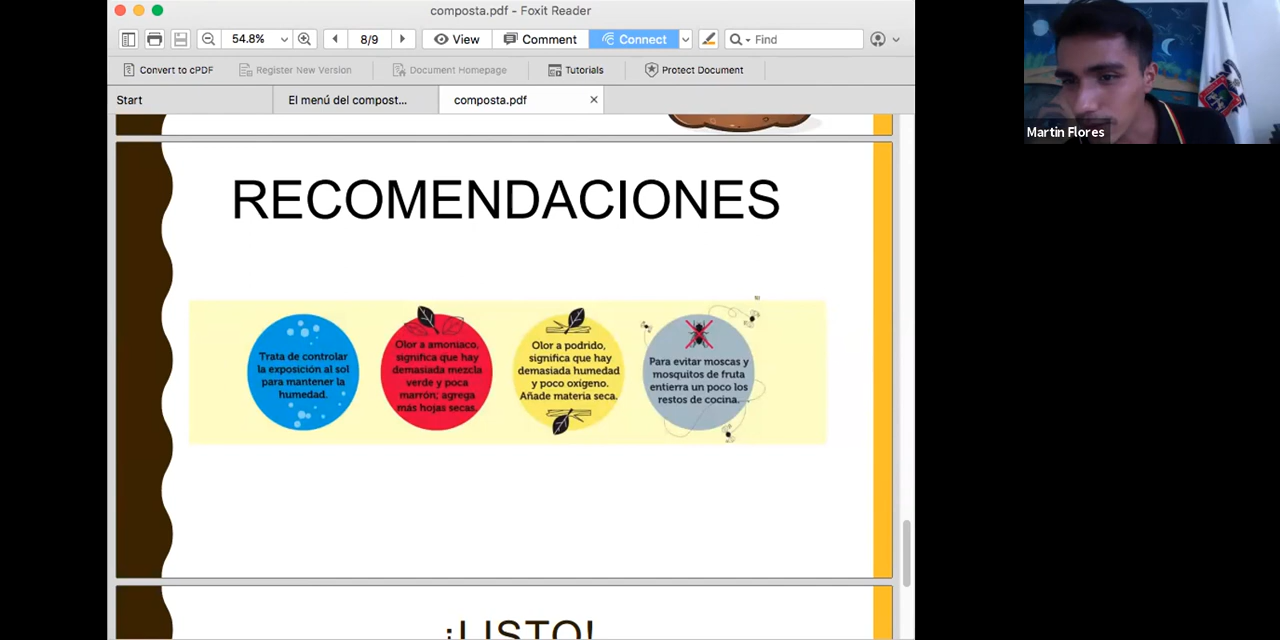 composta.pdf - Foxit Reader
54.8%
8/9
View
Comment
Connect
Find
Convert to cPDF
Register New Version
Document Homepage
Tutorials
Protect Document
Start
El menú del compost...
composta.pdf
Martin Flores
RECOMENDACIONES
Trata de controlar
la exposición al sol
para mantener la
humedad.
Olor a amoniaco,
significa que hay
demasiada mezcla
verde y poca
marrón; agrega
más hojas secas.
Olor a podrido,
significa que hay
demasiada humedad
y poco oxígeno.
Añade materia seca.
Para evitar moscas y
mosquitos de fruta
entierra un poco los
restos de cocina.
¡LISTO!